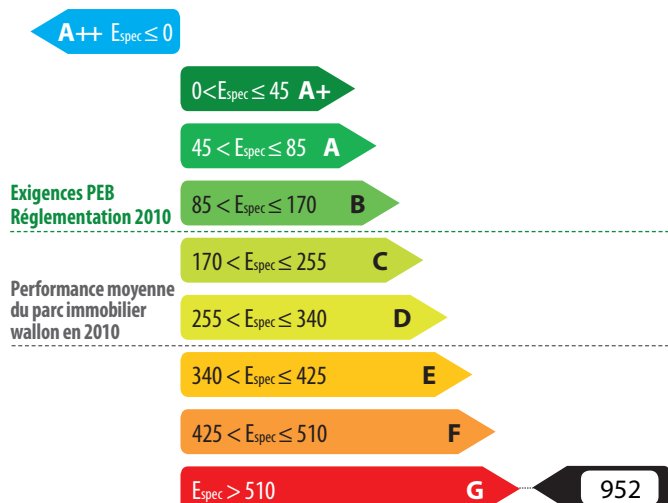 A++ Espec ≤ 0
0<Espec ≤ 45 A+
45 < Espec ≤ 85 A
Exigences PEB
Réglementation 2010
85 < Espec ≤ 170 B
170 < Espec ≤ 255 C
Performance moyenne
du parc immobilier
wallon en 2010
255 < Espec ≤ 340 D
340 < Espec ≤ 425 E
425 < Espec ≤ 510 F
Espec > 510 G 952